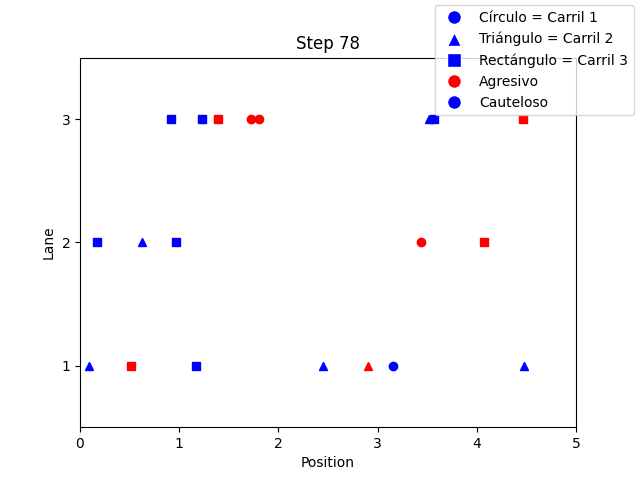 Step 78
Círculo = Carril 1
Triángulo = Carril 2
Rectángulo = Carril 3
Agresivo
Cauteloso
Lane
3
2
1
0 1 2 3 4 5
Position